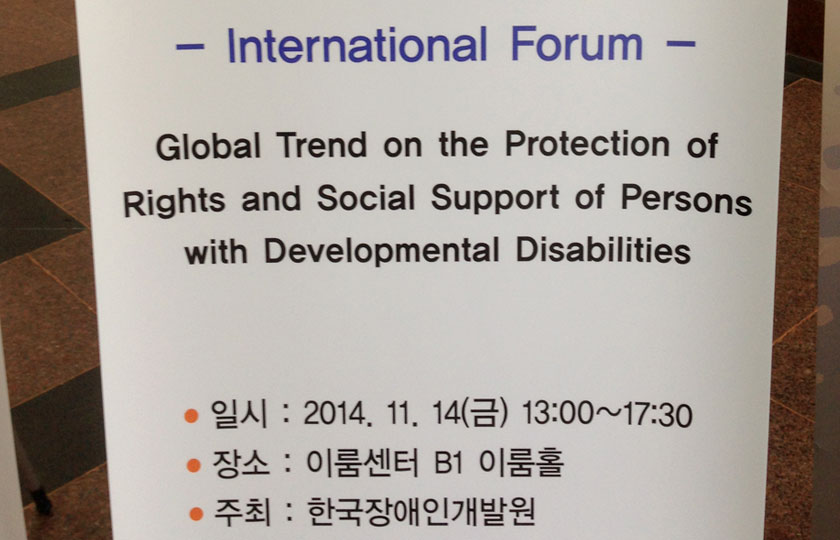 – International Forum –
Global Trend on the Protection of
Rights and Social Support of Persons
with Developmental Disabilities
• 일시 : 2014. 11. 14(금) 13:00~17:30
• 장소 : 이룸센터 B1 이룸홀
• 주최 : 한국장애인개발원